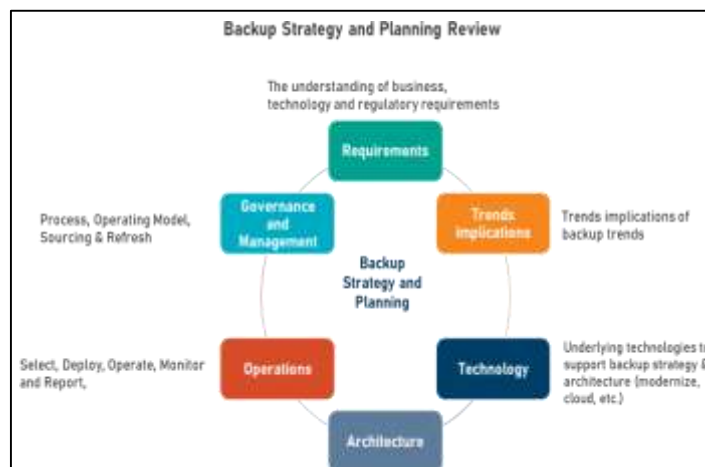 Backup Strategy and Planning Review
The understanding of business,
technology and regulatory requirements
Requirements
Governance
and
Management
Process, Operating Model,
Sourcing & Refresh
Trends
implications
Trends implications of
backup trends
Backup
Strategy and
Planning
Select, Deploy, Operate, Monitor
and Report,
Operations
Technology
Underlying technologies to
support backup strategy &
architecture (modernize,
cloud, etc.)
Architecture